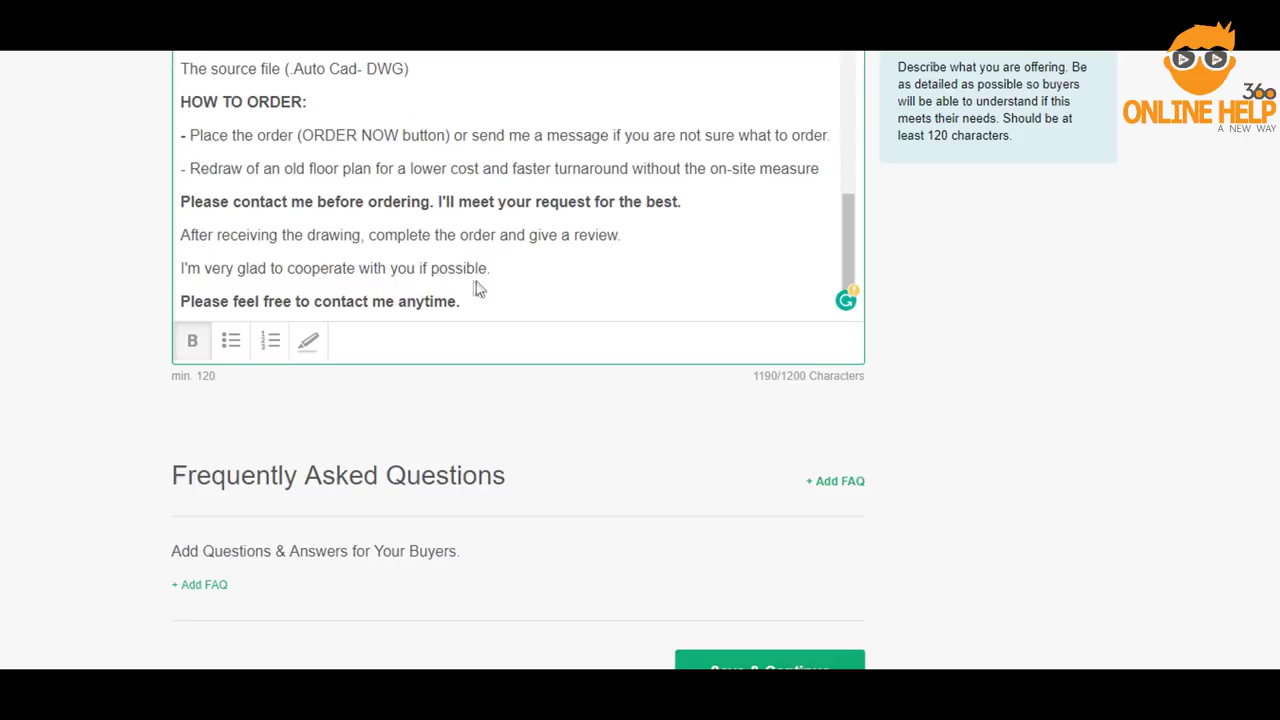 The source file (.Auto Cad- DWG)
HOW TO ORDER:
- Place the order (ORDER NOW button) or send me a message if you are not sure what to order.
- Redraw of an old floor plan for a lower cost and faster turnaround without the on-site measure
Please contact me before ordering. I'll meet your request for the best.
After receiving the drawing, complete the order and give a review.
I'm very glad to cooperate with you if possible.
Please feel free to contact me anytime.
B
min. 120
1190/1200 Characters
Describe what you are offering. Be
as detailed as possible so buyers
will be able to understand if this
meets their needs. Should be at
least 120 characters.
360
ONLINE HELP
A NEW WAY
Frequently Asked Questions
+ Add FAQ
Add Questions & Answers for Your Buyers.
+ Add FAQ
Save & Continue